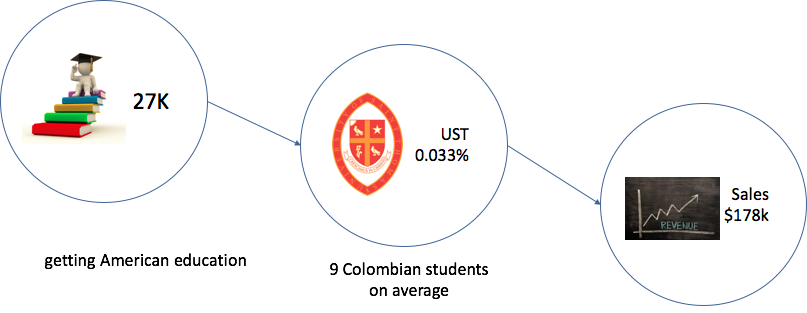 27K
getting American education
UST
0.033%
9 Colombian students
on average
REVENUE
Sales
$178k